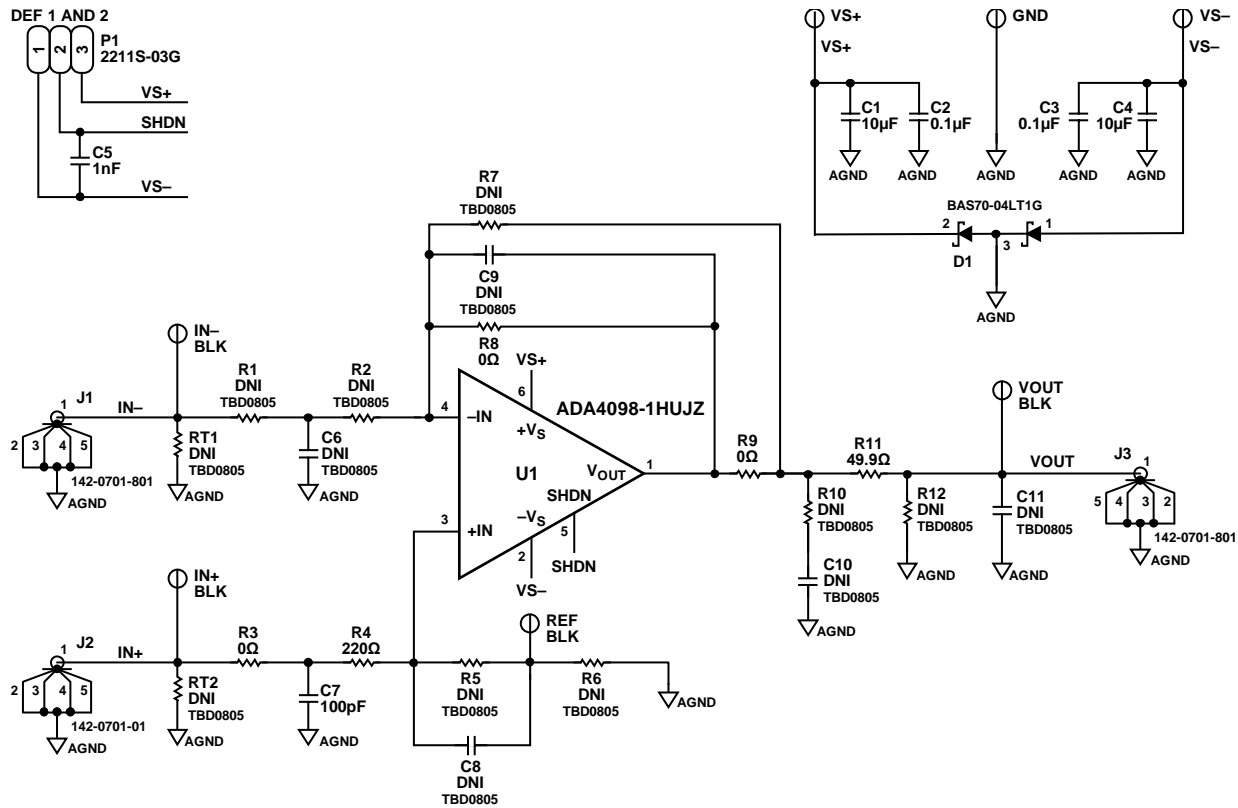 DEF 1 AND 2
1
2
3
P1
2211S-03G
VS+
SHDN
C5
1nF
VS–
VS+
VS+
GND
VS–
VS–
C1
10µF
C2
0.1µF
C3
0.1µF
C4
10µF
AGND
AGND
AGND
AGND
AGND
BAS70-04LT1G
2
3
1
D1
AGND
R7
DNI
TBD0805
C9
DNI
TBD0805
R8
0Ω
IN–
BLK
J1
1
IN–
2
3
4
5
142-0701-801
AGND
RT1
DNI
TBD0805
AGND
R1
DNI
TBD0805
C6
DNI
TBD0805
AGND
R2
DNI
TBD0805
VS+
6
ADA4098-1HUJZ
4
–IN
+VS
U1
VOUT
1
SHDN
3
+IN
–VS
5
2
SHDN
VS–
R9
0Ω
R11
49.9Ω
R10
DNI
TBD0805
C10
DNI
TBD0805
AGND
R12
DNI
TBD0805
AGND
VOUT
BLK
VOUT
C11
DNI
TBD0805
AGND
J3
1
5
4
3
2
142-0701-801
AGND
IN+
BLK
J2
1
IN+
2
3
4
5
142-0701-01
AGND
RT2
DNI
TBD0805
AGND
R3
0Ω
C7
100pF
AGND
R4
220Ω
REF
BLK
R5
DNI
TBD0805
R6
DNI
TBD0805
AGND
C8
DNI
TBD0805